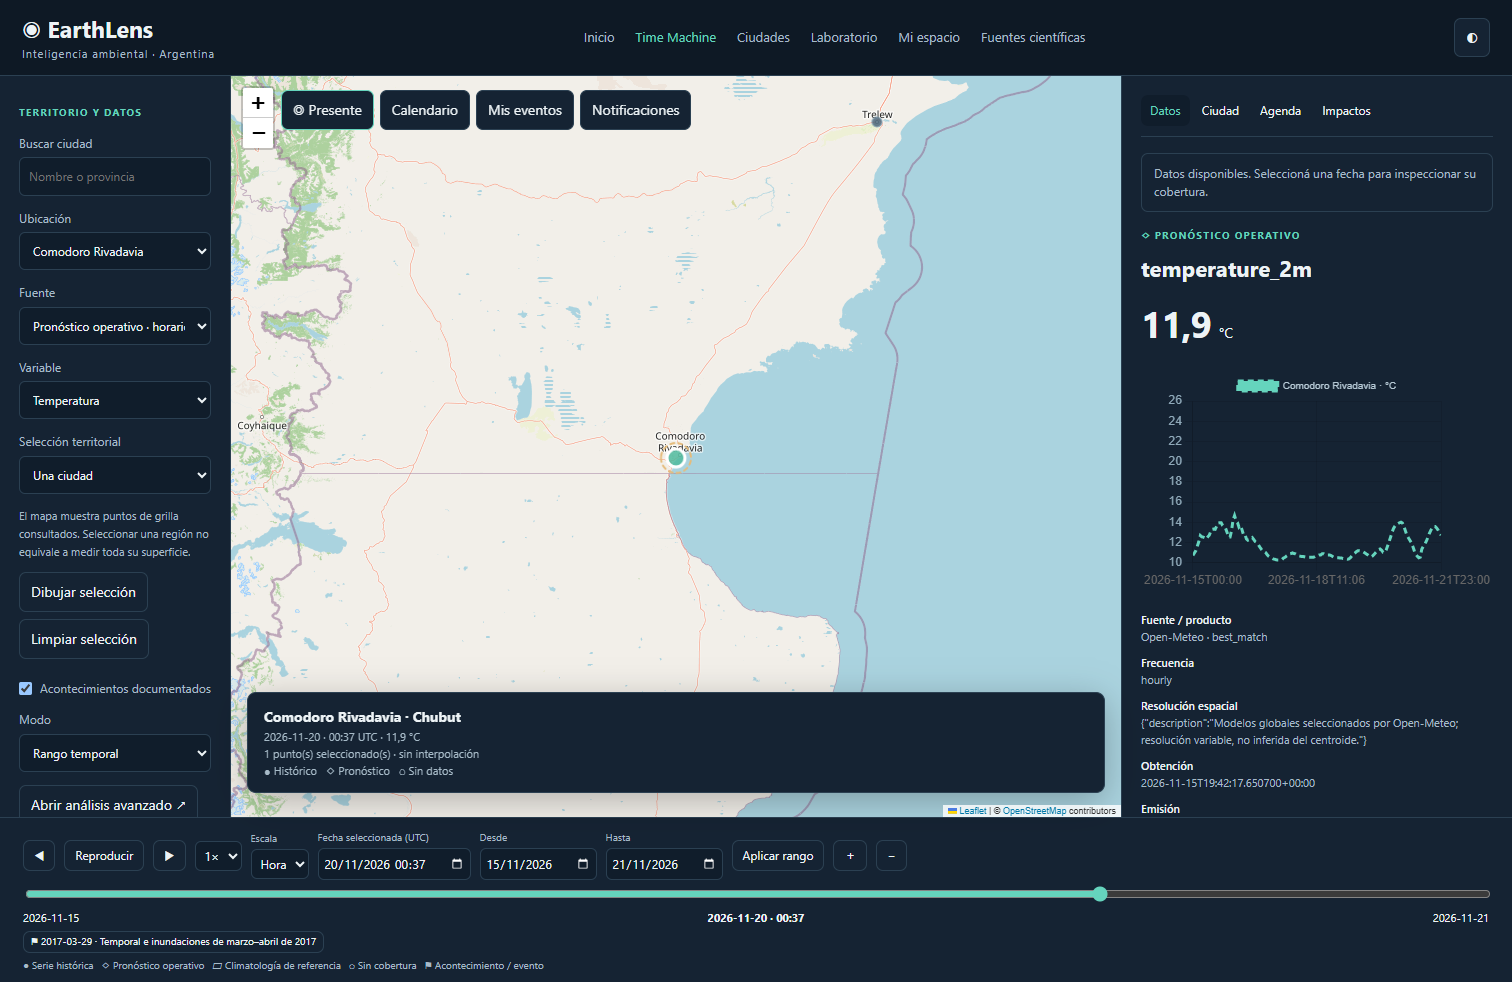 ◉ EarthLens
Inteligencia ambiental · Argentina
Inicio
Time Machine
Ciudades
Laboratorio
Mi espacio
Fuentes científicas
TERRITORIO Y DATOS
Buscar ciudad
Nombre o provincia
Ubicación
Comodoro Rivadavia
Fuente
Pronóstico operativo · horari
Variable
Temperatura
Selección territorial
Una ciudad
El mapa muestra puntos de grilla
consultados. Seleccionar una región no
equivale a medir toda su superficie.
Dibujar selección
Limpiar selección
Acontecimientos documentados
Modo
Rango temporal
Abrir análisis avanzado ↗
+
−
◎ Presente
Calendario
Mis eventos
Notificaciones
Trelew
Coyhaique
Comodoro
Rivadavia
Comodoro Rivadavia · Chubut
2026-11-20 · 00:37 UTC · 11,9 °C
1 punto(s) seleccionado(s) · sin interpolación
● Histórico ◇ Pronóstico ○ Sin datos
Leaflet | © OpenStreetMap contributors
Datos
Ciudad
Agenda
Impactos
Datos disponibles. Seleccioná una fecha para inspeccionar su
cobertura.
◇ PRONÓSTICO OPERATIVO
temperature_2m
11,9 °C
Comodoro Rivadavia · °C
26
24
22
20
18
16
14
12
10
2026-11-15T00:00
2026-11-18T11:06
2026-11-21T23:00
Fuente / producto
Open-Meteo · best_match
Frecuencia
hourly
Resolución espacial
{"description":"Modelos globales seleccionados por Open-Meteo;
resolución variable, no inferida del centroide."}
Obtención
2026-11-15T19:42:17.650700+00:00
Emisión
◀
Reproducir
▶
1×
Escala
Hora
Fecha seleccionada (UTC)
20/11/2026 00:37
Desde
15/11/2026
Hasta
21/11/2026
Aplicar rango
+
−
2026-11-15
2026-11-20 · 00:37
2026-11-21
⚑ 2017-03-29 · Temporal e inundaciones de marzo–abril de 2017
● Serie histórica ◇ Pronóstico operativo ▱ Climatología de referencia ○ Sin cobertura ⚑ Acontecimiento / evento